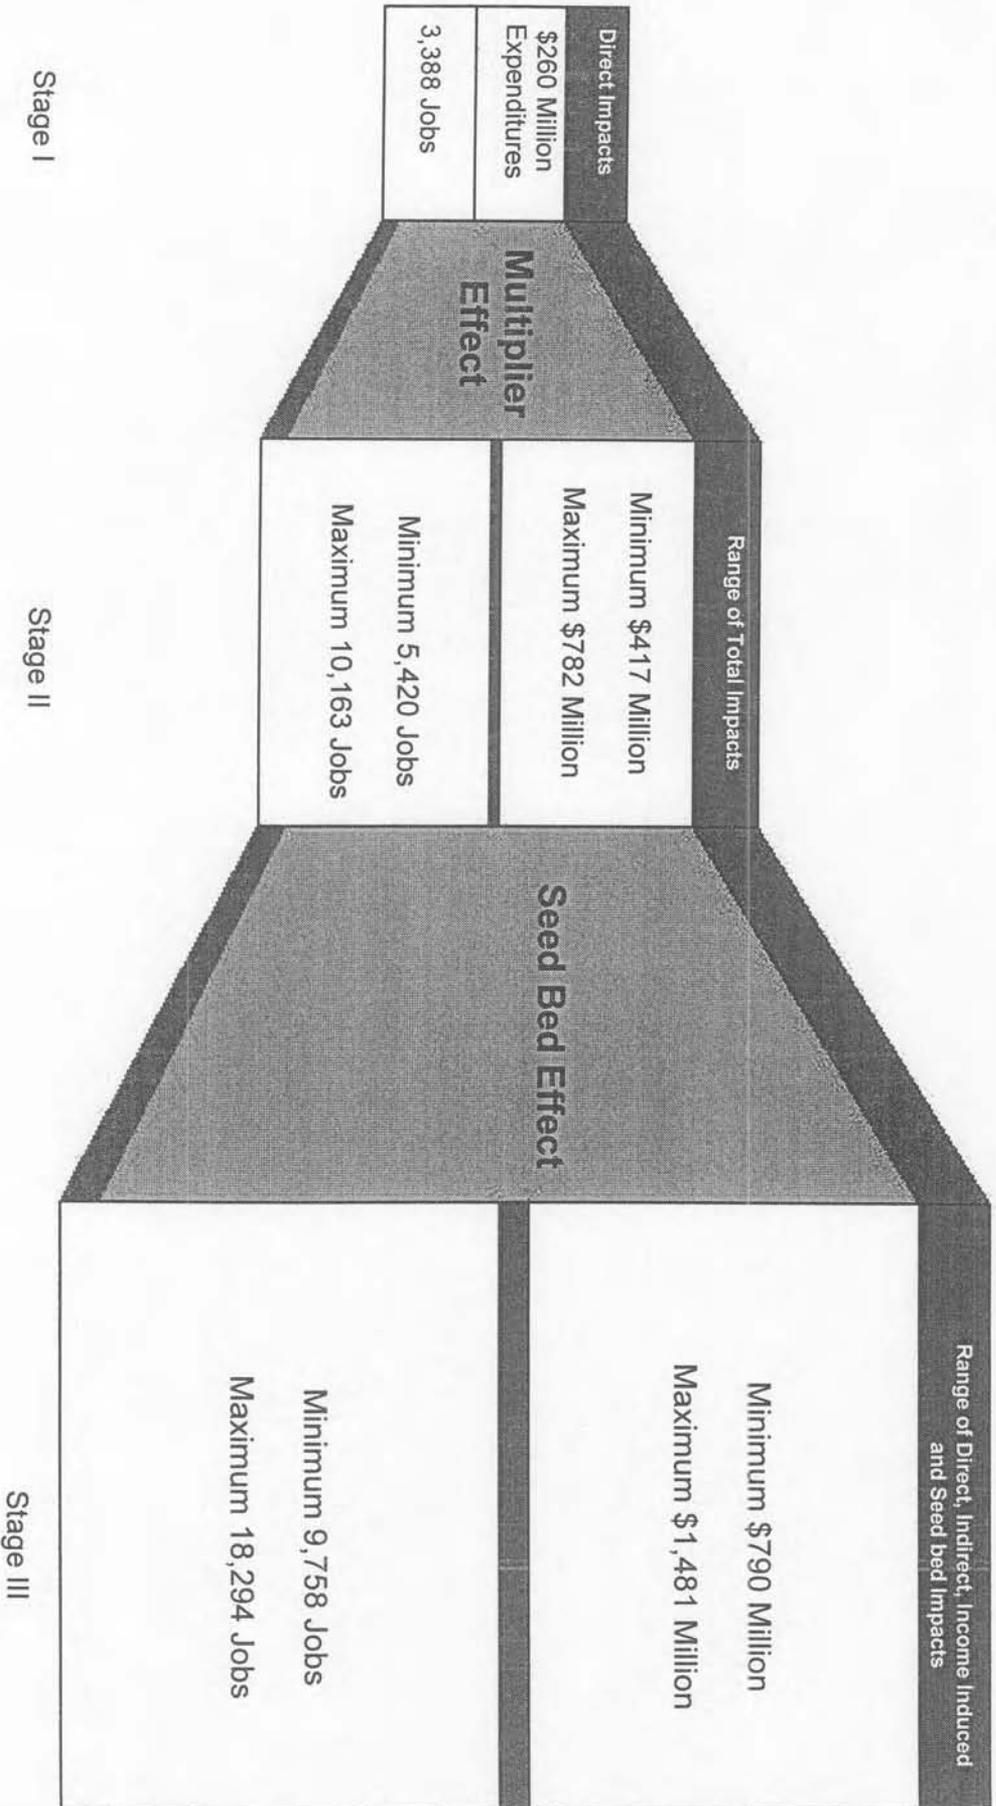 Direct Impacts
$260 Million
Expenditures
3,388 Jobs
Stage I
Multiplier
Effect
Range of Total Impacts
Minimum $417 Million
Maximum $782 Million
Minimum 5,420 Jobs
Maximum 10,163 Jobs
Stage II
Seed Bed Effect
Range of Direct, Indirect, Income Induced
and Seed bed Impacts
Minimum $790 Million
Maximum $1,481 Million
Minimum 9,758 Jobs
Maximum 18,294 Jobs
Stage III